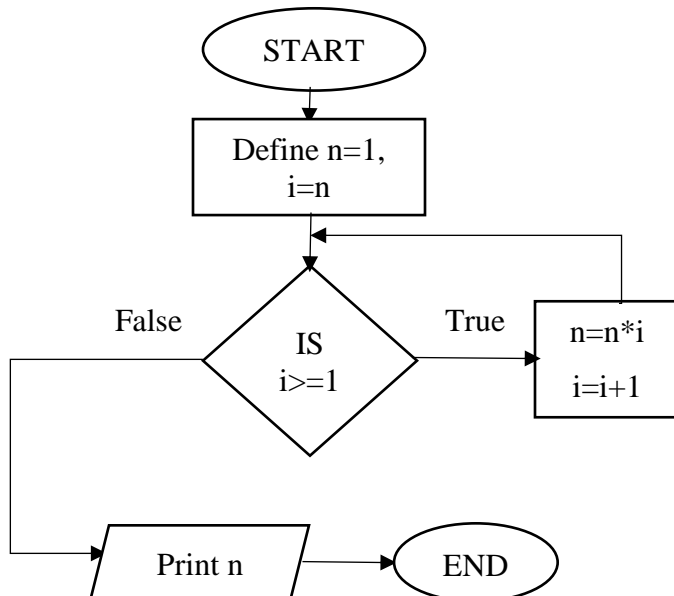 START
Define n=1,
i=n
False
True
IS
i>=1
n=n*i
i=i+1
Print n
END